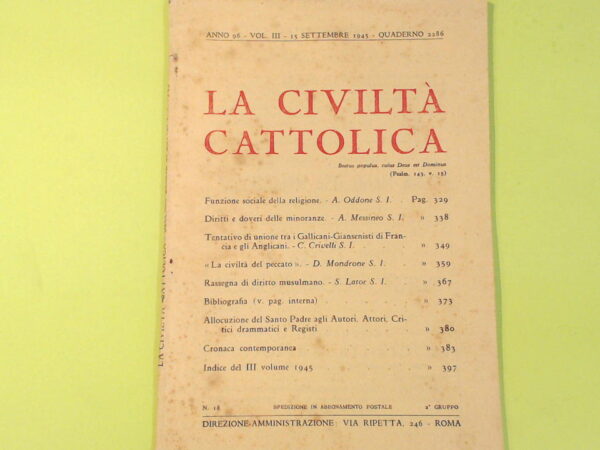 ANNO 96 - VOL. III - 15 SETTEMBRE 1945 - QUADERNO 2286
LA CIVILTÀ
CATTOLICA
Beatus populus, cuius Deus est Dominus
(Psalm. 143, v. 15)
Funzione sociale della religione. - A. Oddone S. I. . Pag. 329
Diritti e doveri delle minoranze. - A. Messineo S. I. » 338
Tentativo di unione tra i Gallicani-Giansenisti di Fran-
cia e gli Anglicani. - C. Crivelli S. I. . . . » 349
« La civiltà del peccato ». - D. Mondrone S. I. . » 359
Rassegna di diritto musulmano. - S. Lator S. I. . » 367
Bibliografia (v. pag. interna) . . . . . » 373
Allocuzione del Santo Padre agli Autori, Attori, Cri-
tici drammatici e Registi . . . . » 380
Cronaca contemporanea . . . . . » 383
Indice del III volume 1945 . . . . . » 397
N. 18 SPEDIZIONE IN ABBONAMENTO POSTALE 2° GRUPPO
DIREZIONE-AMMINISTRAZIONE: VIA RIPETTA, 246 - ROMA
LA CIVILTÀ CATTOLICA